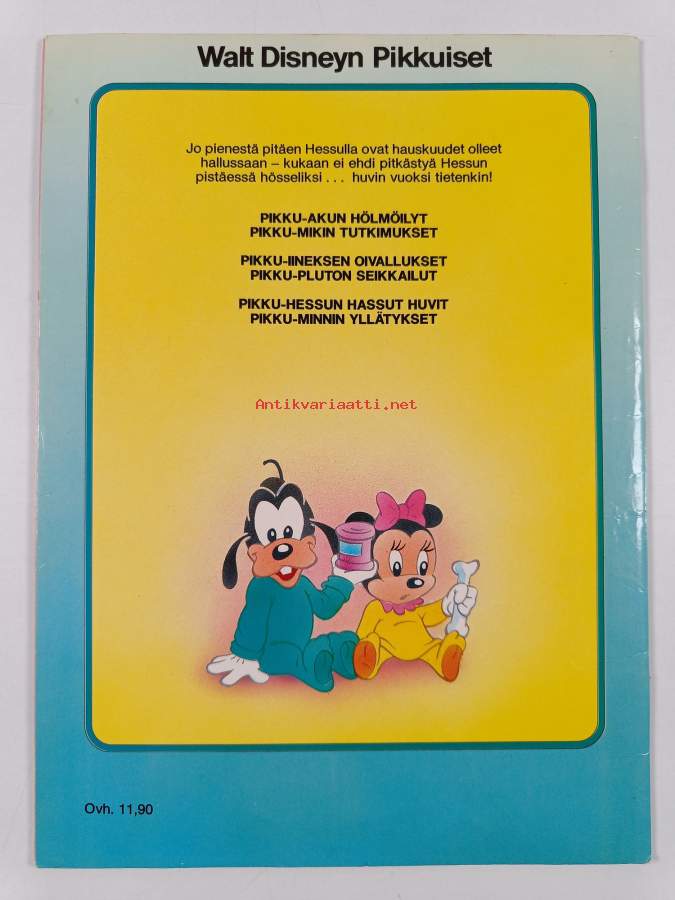 Walt Disneyn Pikkuiset
Jo pienestä pitäen Hessulla ovat hauskuudet olleet
hallussaan – kukaan ei ehdi pitkästyä Hessun
pistäessä hösseliksi . . . huvin vuoksi tietenkin!
PIKKU-AKUN HÖLMÖILYT
PIKKU-MIKIN TUTKIMUKSET
PIKKU-IINEKSEN OIVALLUKSET
PIKKU-PLUTON SEIKKAILUT
PIKKU-HESSUN HASSUT HUVIT
PIKKU-MINNIN YLLÄTYKSET
Antikvariaatti.net
Ovh. 11,90